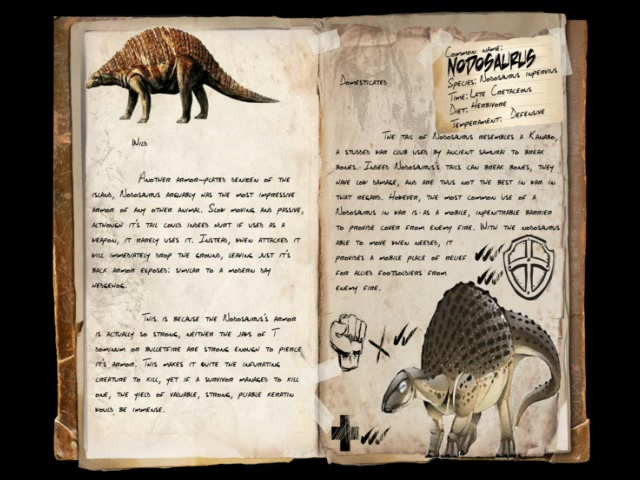 Wild
Another armor-plated denizen of the
island, Nodosaurus arguably has the most impressive
armor of any other animal. Slow moving and passive,
although it's tail could indeed hurt if used as a
weapon, it rarely uses it. Instead, when attacked it
will immediately drop the ground, leaving just it's
back armor exposed: similar to a modern day
hedgehog.
This is because the Nodosaurus's armor
is actually so strong, neither the jaws of T
dominum or bulletfire are strong enough to pierce
it's armor. This makes it quite the infuriating
creature to kill, yet if a survivor managed to kill
one, the yield of valuable, strong, pliable keratin
would be immense.
Common name:
Nodosaurus
Species: Nodosaurus inpervius
Time: Late Cretaceous
Diet: Herbivore
Temperament: Defensive
Domesticated
The tail of Nodosaurus resembles a Kanabo,
a studded war club used by ancient samurai to break
bones. Indeed Nodosaurus's tails can break bones, they
have low damage, and are thus not the best in war in
that regard. However, the most common use of a
Nodosaurus in war is as a mobile, inpenitrable barrier
to provide cover from enemy fire. With the nodosaurus
able to move when needed, it
provides a mobile place of relief
for allied footsoldiers from
enemy fire.